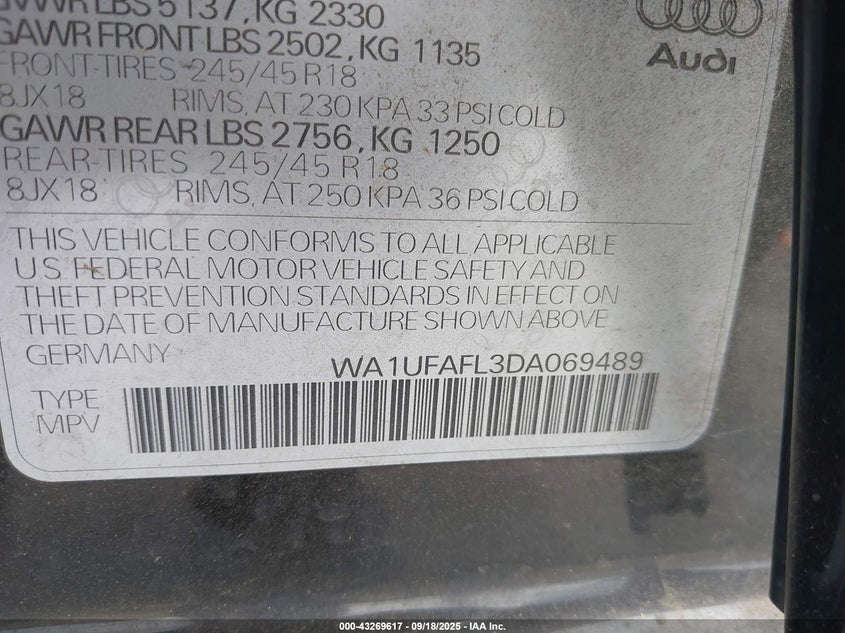 GVWR LBS 5137, KG 2330
GAWR FRONT LBS 2502, KG 1135
FRONT-TIRES 245/45 R18
8JX18 RIMS, AT 230 KPA 33 PSI COLD
GAWR REAR LBS 2756, KG 1250
REAR-TIRES 245/45 R18
8JX18 RIMS, AT 250 KPA 36 PSI COLD
Audi
THIS VEHICLE CONFORMS TO ALL APPLICABLE
U.S. FEDERAL MOTOR VEHICLE SAFETY AND
THEFT PREVENTION STANDARDS IN EFFECT ON
THE DATE OF MANUFACTURE SHOWN ABOVE.
GERMANY WA1UFAFL3DA069489
TYPE
MPV
000-43269617 - 09/18/2025 - IAA Inc.